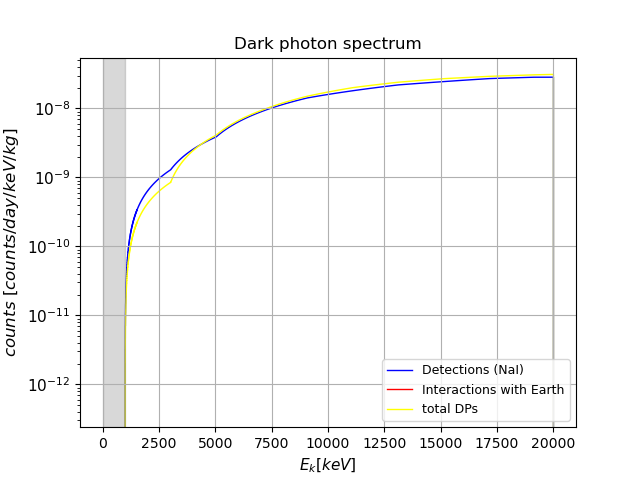 Dark photon spectrum
counts [counts/day/keV/kg]
10⁻⁸
10⁻⁹
10⁻¹⁰
10⁻¹¹
10⁻¹²
Detections (NaI)
Interactions with Earth
total DPs
0 2500 5000 7500 10000 12500 15000 17500 20000
Eₖ[keV]